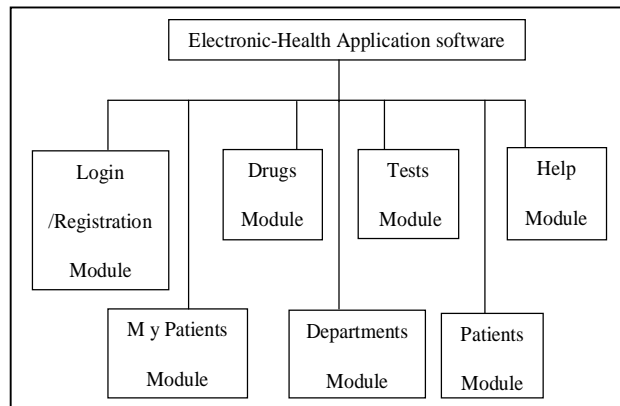 Electronic-Health Application software
Login
/Registration
Module
Drugs
Module
Tests
Module
Help
Module
M y Patients
Module
Departments
Module
Patients
Module